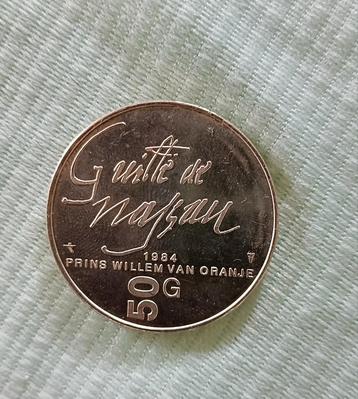 Guille de
Nassau
1984
PRINS WILLEM VAN ORANJE
50 G